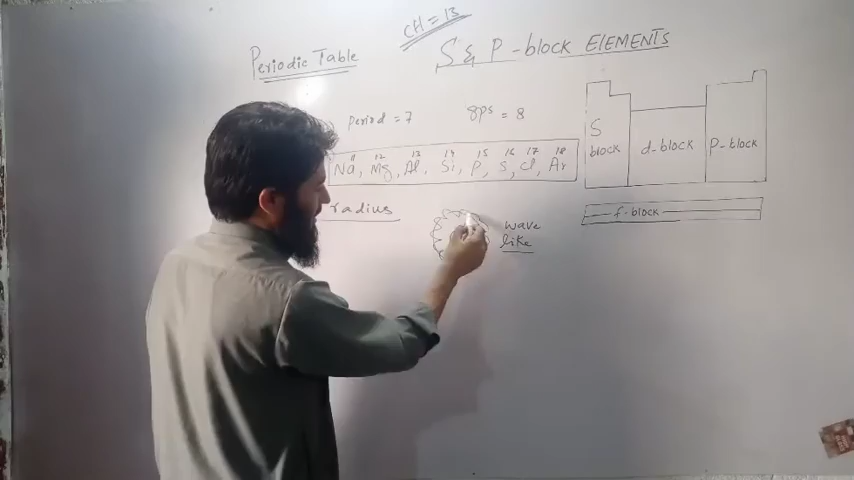 CH = 13
Periodic Table
S & P - block ELEMENTS
Period = 7
gps = 8
11 12 13 14 15 16 17 18
Na, Mg, Al, Si, P, S, Cl, Ar
S block
d-block
P-block
radius
wave like
f-block